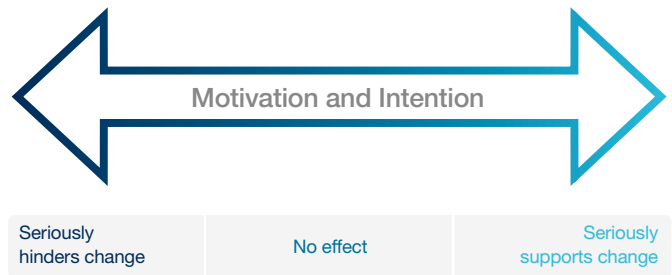 Motivation and Intention
Seriously
hinders change
No effect
Seriously
supports change